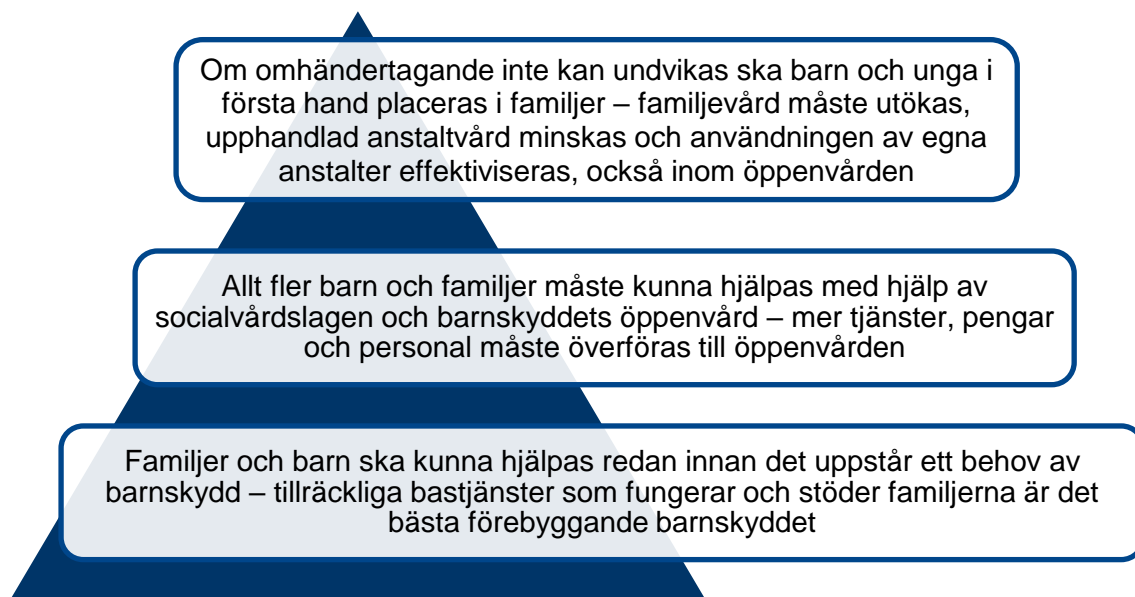 Om omhändertagande inte kan undvikas ska barn och unga i
första hand placeras i familjer – familjevård måste utökas,
upphandlad anstaltvård minskas och användningen av egna
anstalter effektiviseras, också inom öppenvården
Allt fler barn och familjer måste kunna hjälpas med hjälp av
socialvårdslagen och barnskyddets öppenvård – mer tjänster, pengar
och personal måste överföras till öppenvården
Familjer och barn ska kunna hjälpas redan innan det uppstår ett behov av
barnskydd – tillräckliga bastjänster som fungerar och stöder familjerna är det
bästa förebyggande barnskyddet